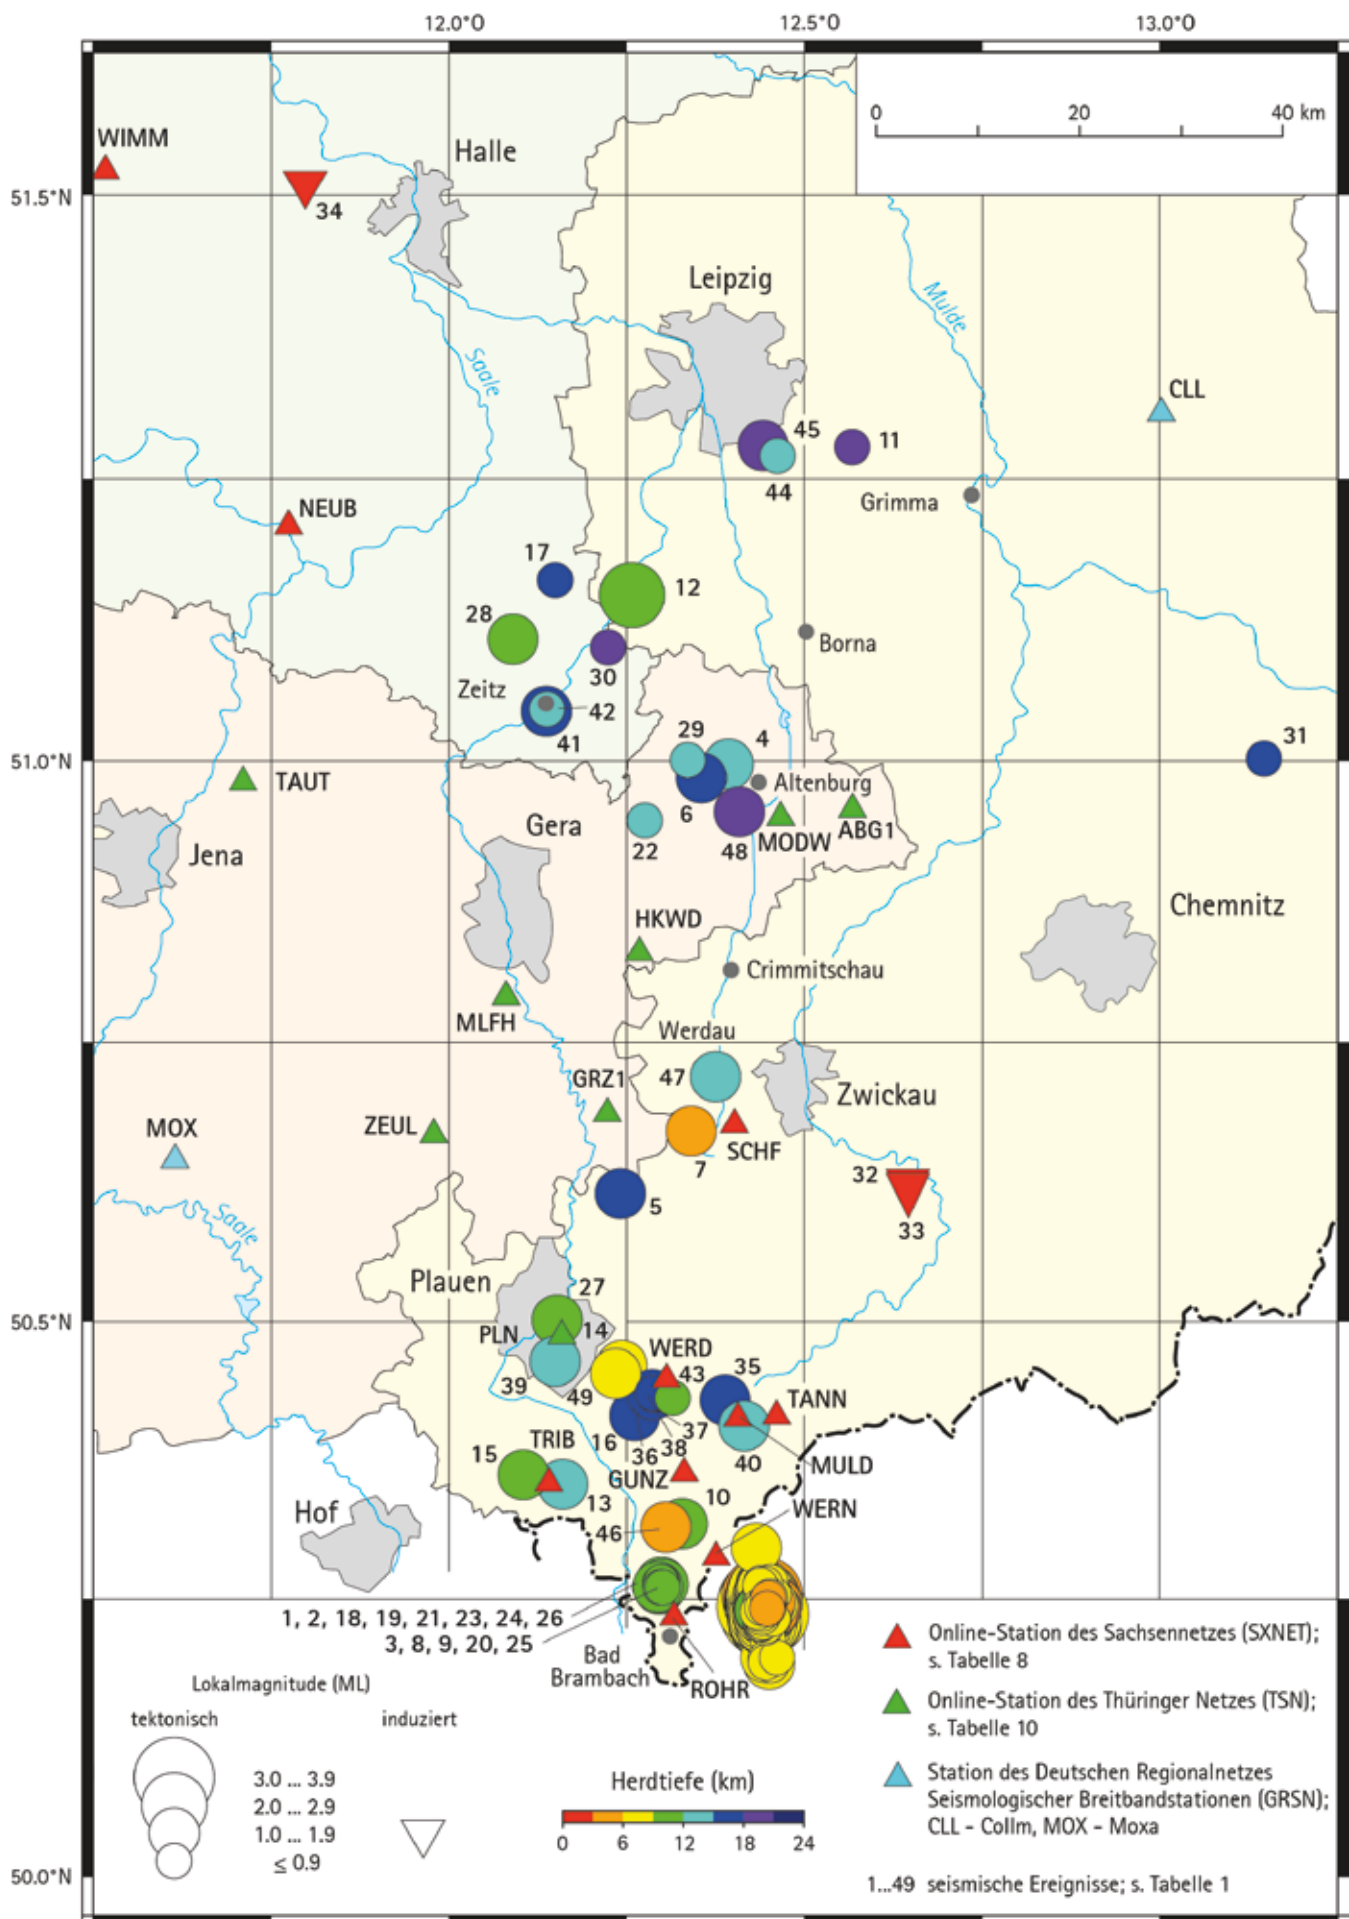 12.0°O
12.5°O
13.0°O
0 20 40 km
WIMM
Halle
51.5°N
34
Leipzig
Mulde
Saale
CLL
45
11
44
Grimma
NEUB
17
12
28
Borna
30
Zeitz
42
41
29
4
31
51.0°N
TAUT
Altenburg
6
Gera
ABG1
22
48
MODW
Jena
HKWD
Chemnitz
Crimmitschau
MLFH
Werdau
47
GRZ1
Zwickau
MOX
ZEUL
SCHF
7
32
5
33
Saale
Plauen
27
50.5°N
PLN
14
WERD
43
35
39
49
TANN
37
16
38
36
TRIB
15
40
MULD
GUNZ
13
10
Hof
WERN
46
1, 2, 18, 19, 21, 23, 24, 26
3, 8, 9, 20, 25
Bad
Brambach
ROHR
Online-Station des Sachsennetzes (SXNET);
s. Tabelle 8
Online-Station des Thüringer Netzes (TSN);
s. Tabelle 10
Station des Deutschen Regionalnetzes
Seismologischer Breitbandstationen (GRSN);
CLL - Collm, MOX - Moxa
Lokalmagnitude (ML)
tektonisch
induziert
3.0 ... 3.9
2.0 ... 2.9
1.0 ... 1.9
≤ 0.9
Herdtiefe (km)
0 6 12 18 24
50.0°N
1...49 seismische Ereignisse; s. Tabelle 1